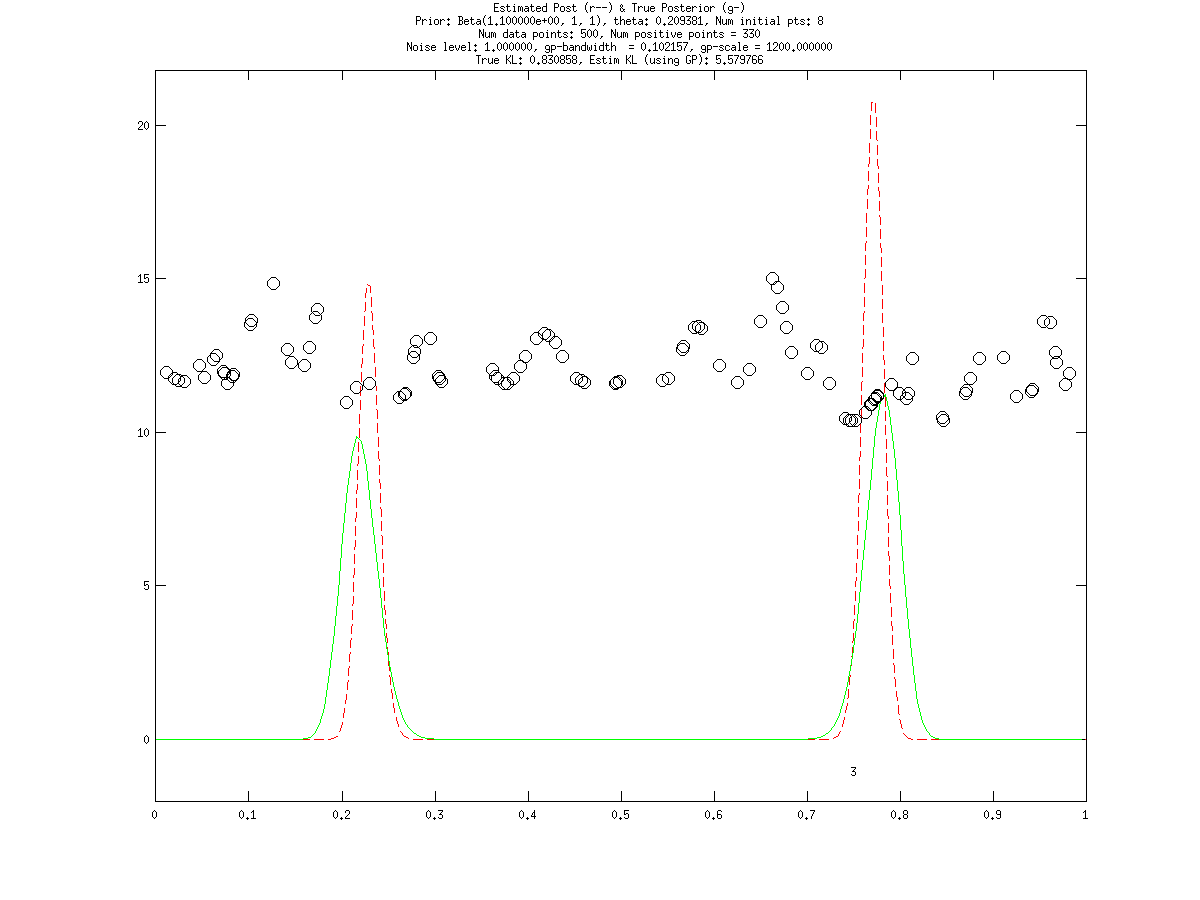 Estimated Post (r--) & True Posterior (g-)
Prior: Beta(1.100000e+00, 1, 1), theta: 0.209381, Num initial pts: 8
Num data points: 500, Num positive points = 330
Noise level: 1.000000, gp-bandwidth  = 0.102157, gp-scale = 1200.000000
True KL: 0.830858, Estim KL (using GP): 5.579766
20
15
10
5
0
3
0 0.1 0.2 0.3 0.4 0.5 0.6 0.7 0.8 0.9 1